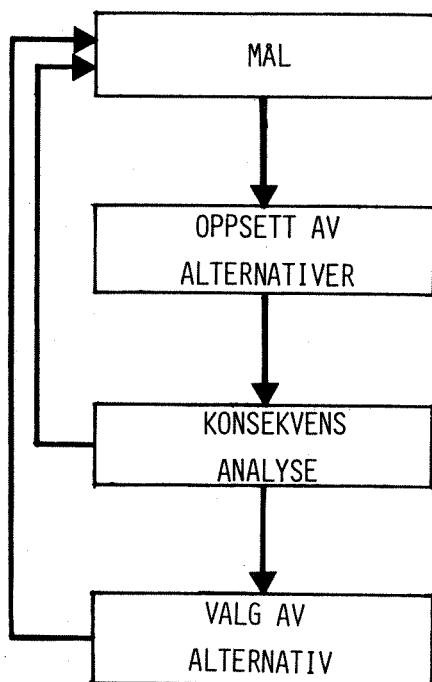 MÅL
OPPSETT AV
ALTERNATIVER
KONSEKVENS
ANALYSE
VALG AV
ALTERNATIV